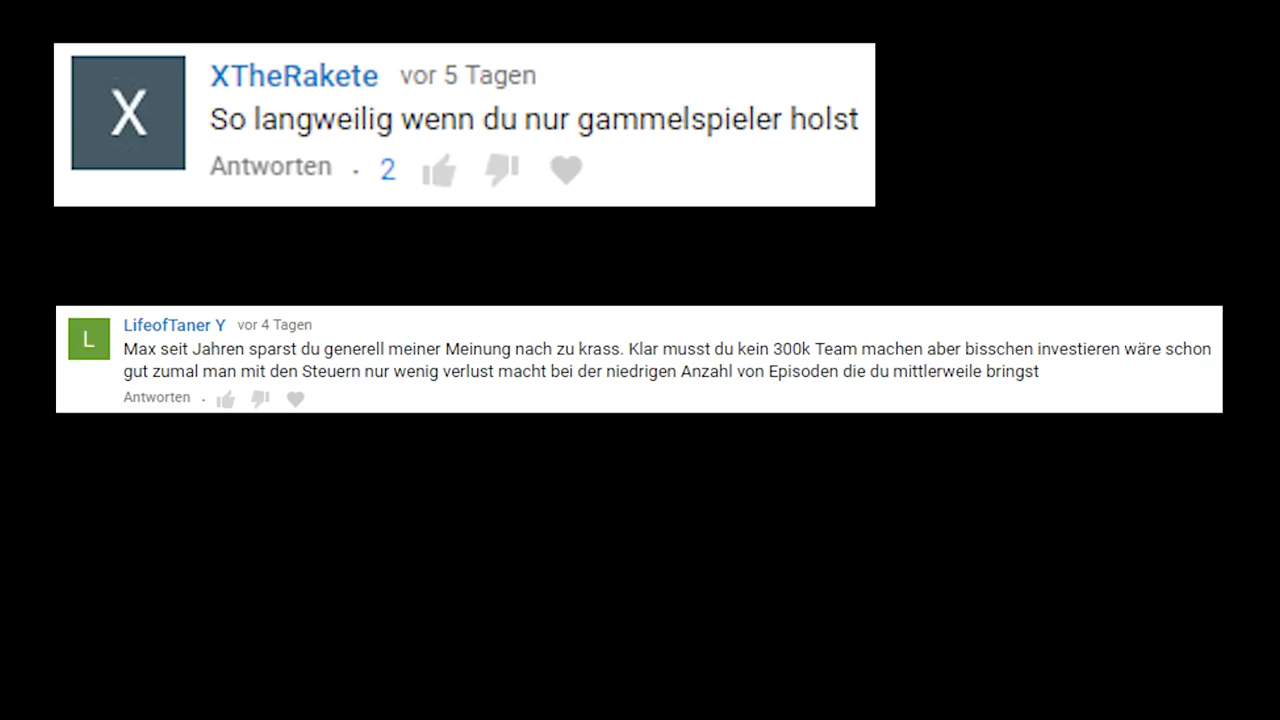 X
XTheRakete vor 5 Tagen
So langweilig wenn du nur gammelspieler holst
Antworten . 2
L
LifeofTaner Y vor 4 Tagen
Max seit Jahren sparst du generell meiner Meinung nach zu krass. Klar musst du kein 300k Team machen aber bisschen investieren wäre schon
gut zumal man mit den Steuern nur wenig verlust macht bei der niedrigen Anzahl von Episoden die du mittlerweile bringst
Antworten .